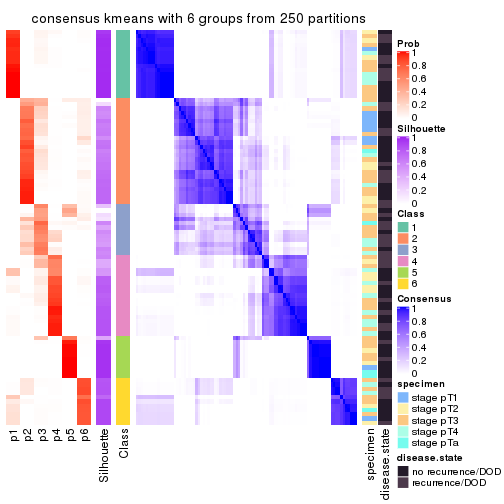 consensus kmeans with 6 groups from 250 partitions
Prob
1
0.8
0.6
0.4
0.2
0
Silhouette
1
0.8
0.6
0.4
0.2
0
Class
1
2
3
4
5
6
Consensus
1
0.8
0.6
0.4
0.2
0
specimen
stage pT1
stage pT2
stage pT3
stage pT4
stage pTa
disease.state
no recurrence/DOD
recurrence/DOD
p1
p2
p3
p4
p5
p6
Silhouette
Class
specimen
disease.state